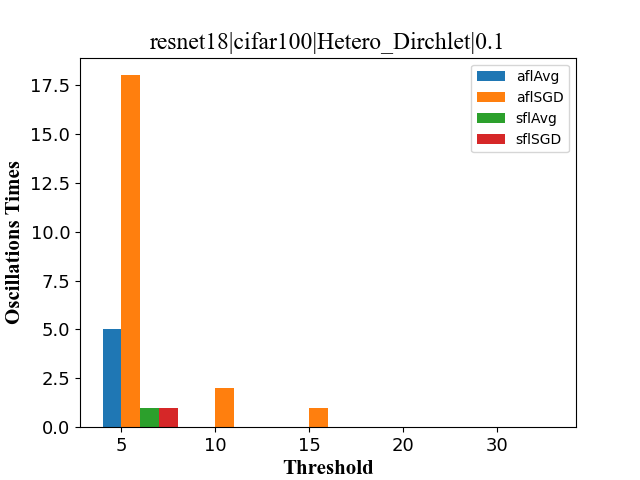 resnet18|cifar100|Hetero_Dirchlet|0.1
aflAvg
aflSGD
sflAvg
sflSGD
Oscillations Times
17.5
15.0
12.5
10.0
7.5
5.0
2.5
0.0
5 10 15 20 30
Threshold